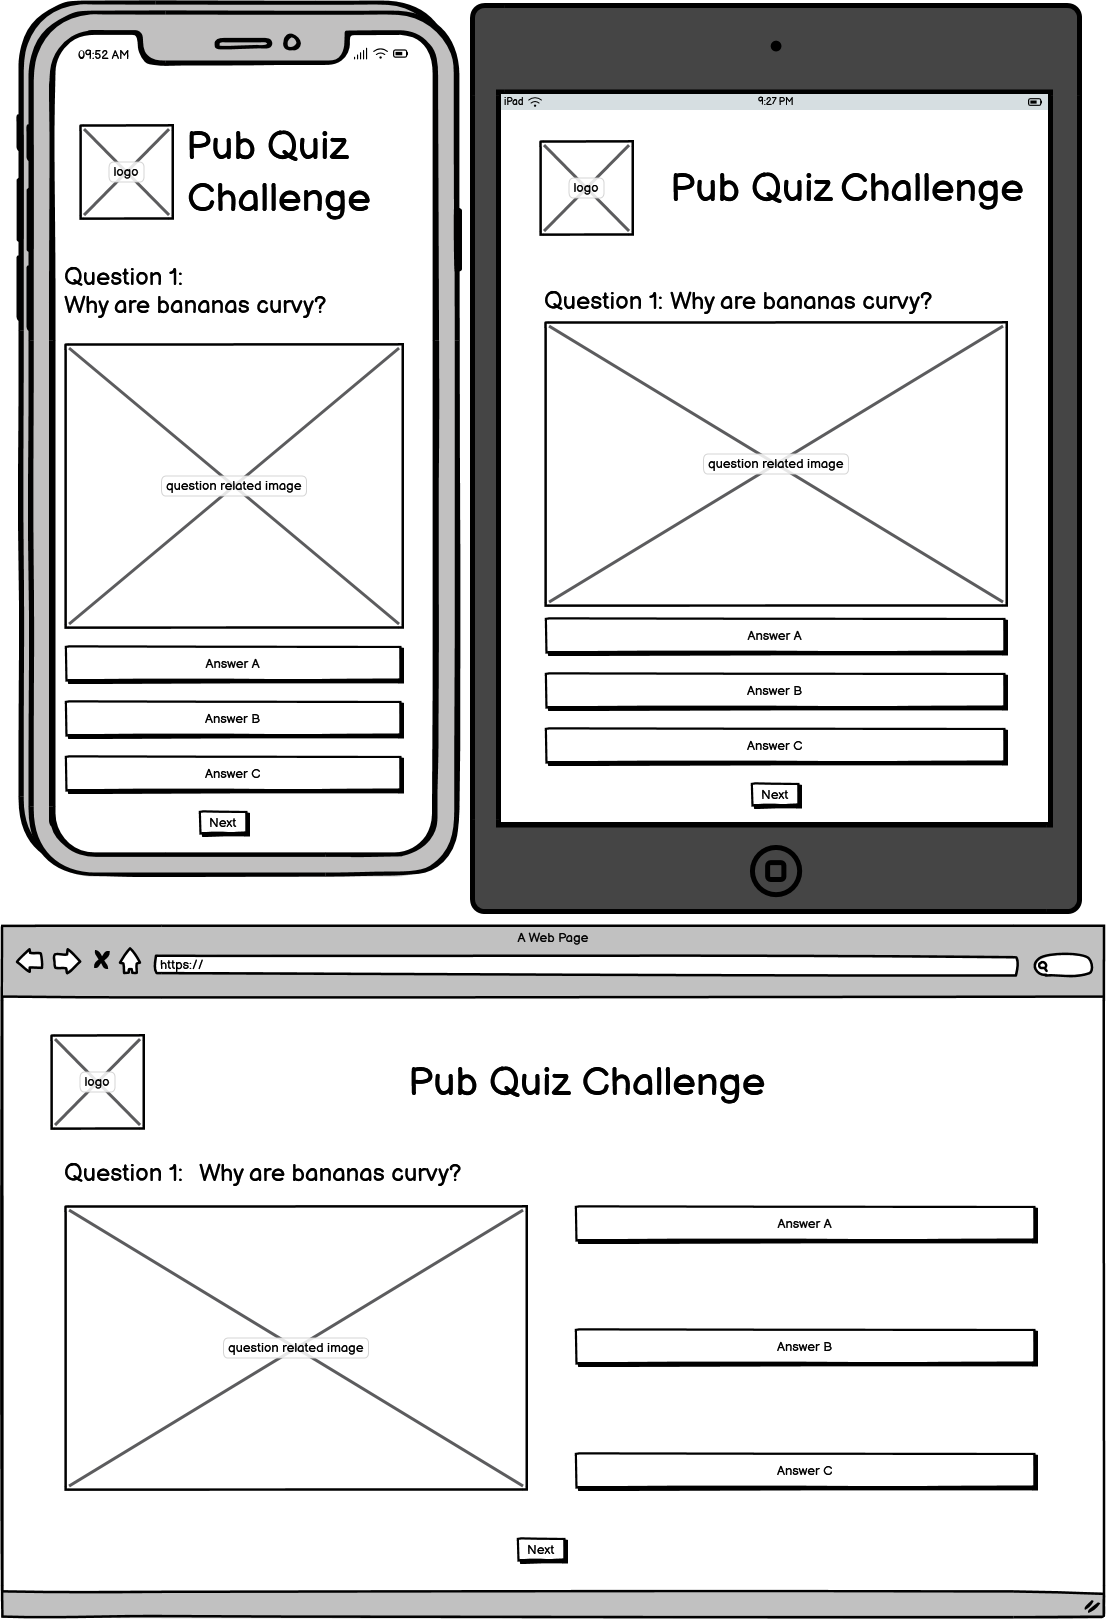 09:52 AM
logo
Pub Quiz
Challenge
Question 1:
Why are bananas curvy?
question related image
Answer A
Answer B
Answer C
Next
iPad
9:27 PM
logo
Pub Quiz Challenge
Question 1: Why are bananas curvy?
question related image
Answer A
Answer B
Answer C
Next
A Web Page
https://
logo
Pub Quiz Challenge
Question 1: Why are bananas curvy?
question related image
Answer A
Answer B
Answer C
Next